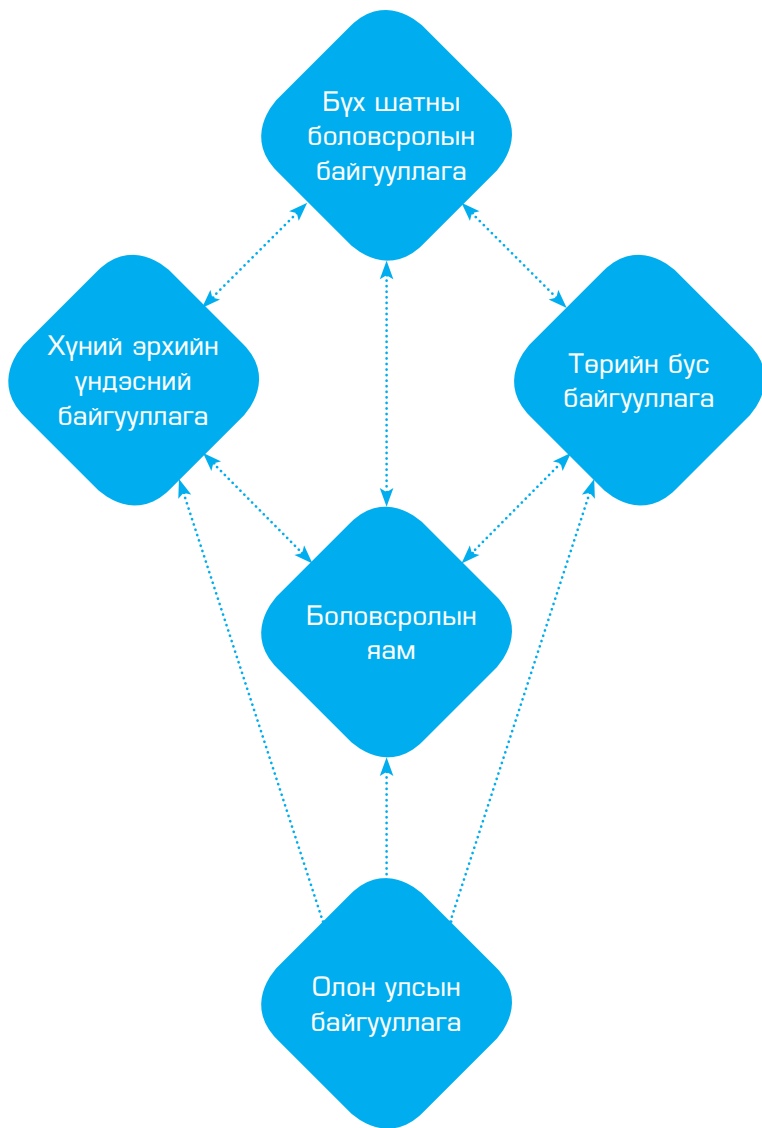 Бүх шатны
боловсролын
байгууллага
Хүний эрхийн
үндэсний
байгууллага
Төрийн бус
байгууллага
Боловсролын
яам
Олон улсын
байгууллага